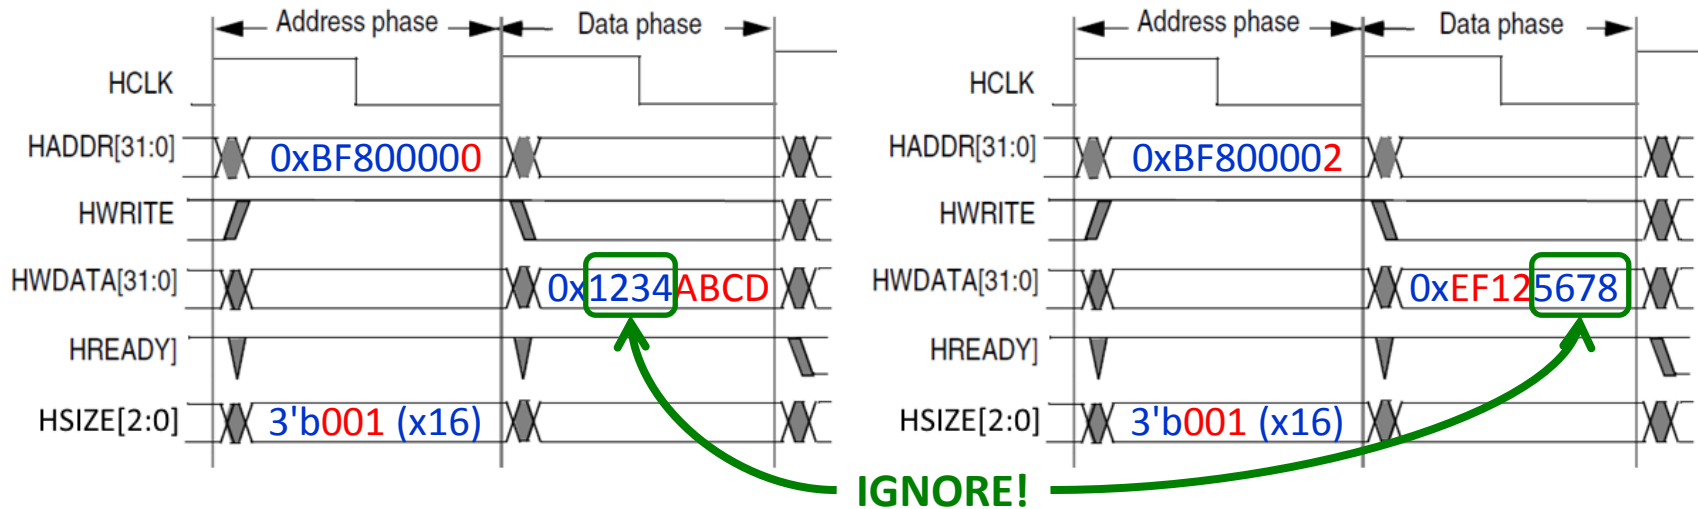 Address phase Data phase
HCLK
HADDR[31:0] 0xBF800000
HWRITE
HWDATA[31:0] 0x1234ABCD
HREADY]
HSIZE[2:0] 3'b001 (x16)
Address phase Data phase
HCLK
HADDR[31:0] 0xBF800002
HWRITE
HWDATA[31:0] 0xEF125678
HREADY]
HSIZE[2:0] 3'b001 (x16)
IGNORE!